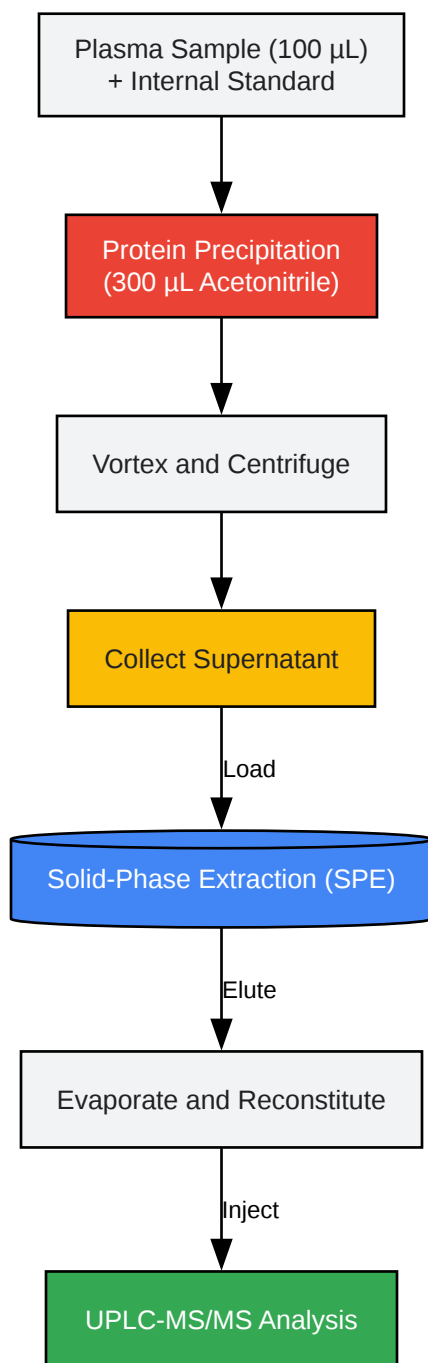 Plasma Sample (100 µL)
+ Internal Standard
Protein Precipitation
(300 µL Acetonitrile)
Vortex and Centrifuge
Collect Supernatant
Load
Solid-Phase Extraction (SPE)
Elute
Evaporate and Reconstitute
Inject
UPLC-MS/MS Analysis